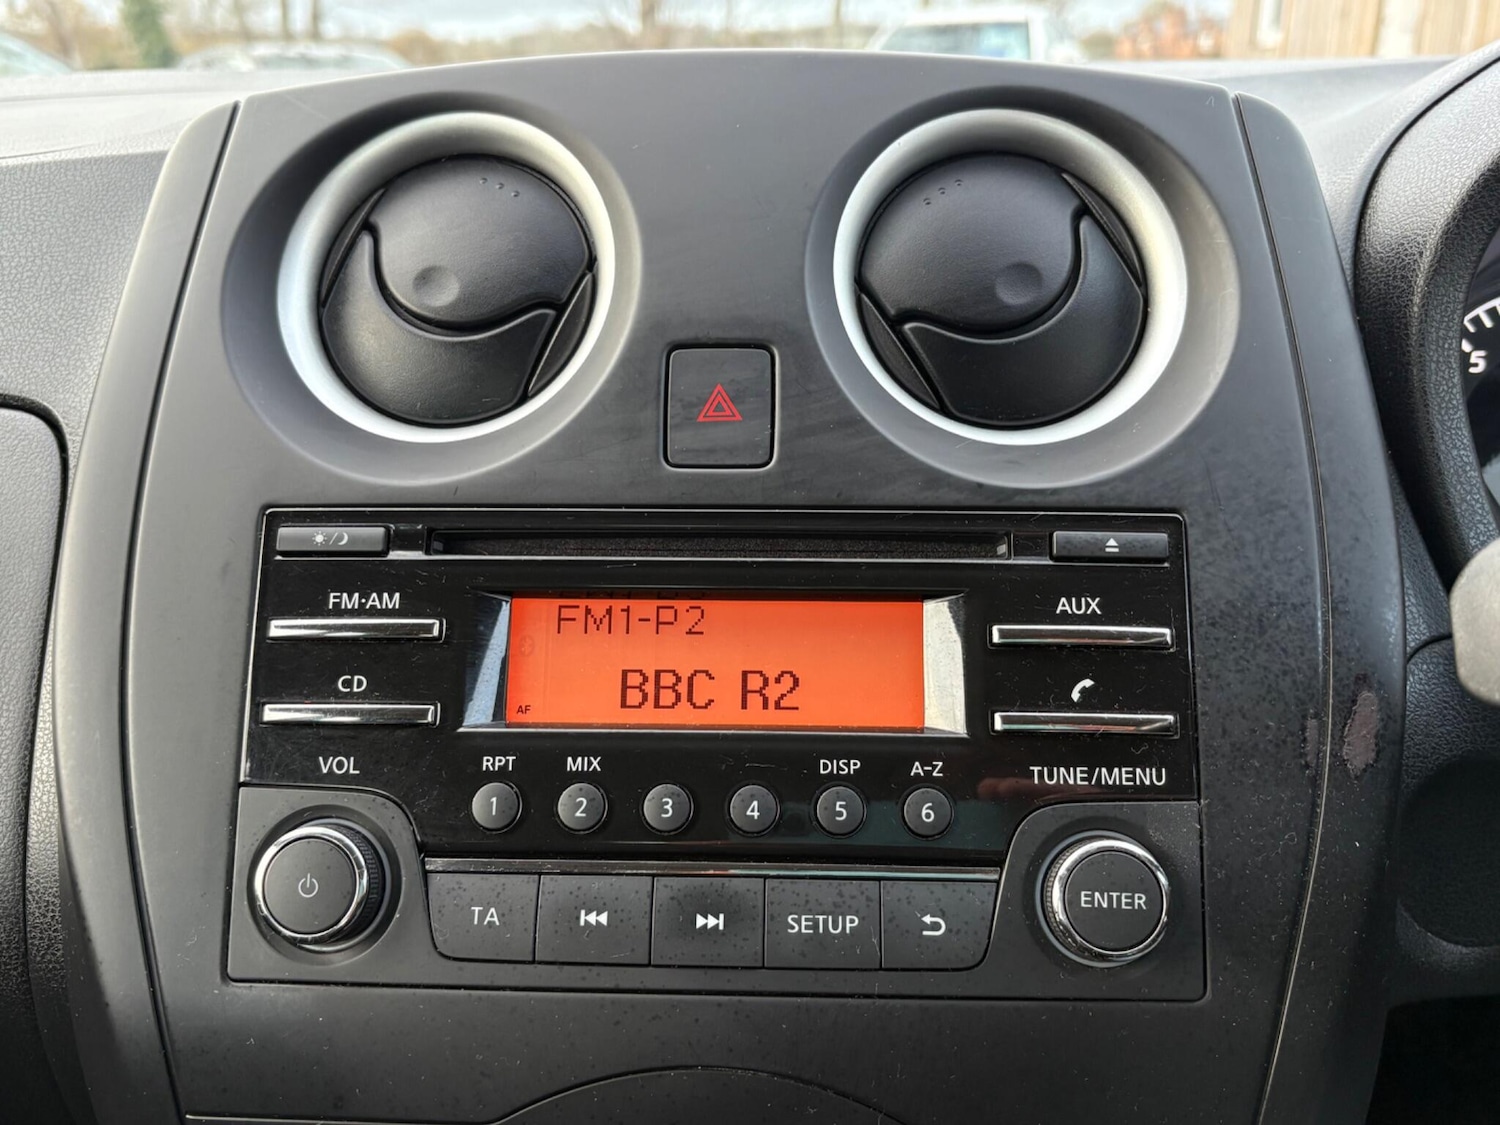 FM·AM
AUX
FM1-P2
CD
BBC R2
AF
VOL
RPT
MIX
DISP
A-Z
TUNE/MENU
1
2
3
4
5
6
TA
SETUP
ENTER
5